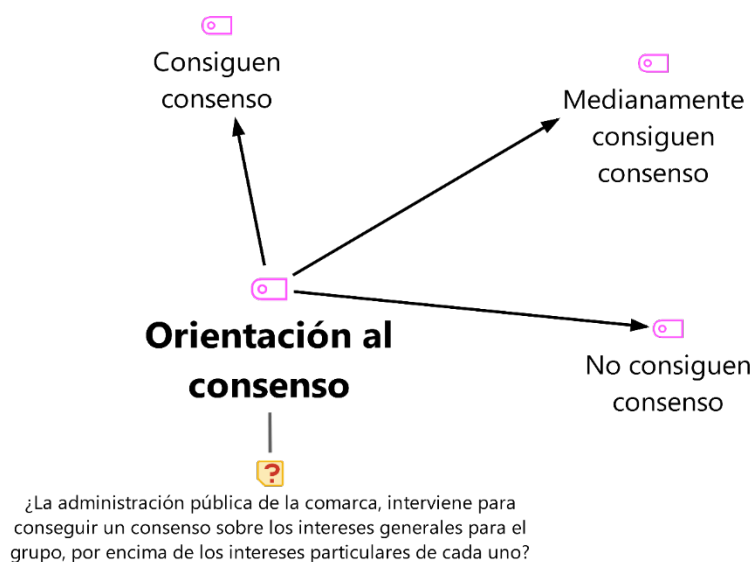 Consiguen
consenso
Medianamente
consiguen
consenso
Orientación al
consenso
No consiguen
consenso
?
¿La administración pública de la comarca, interviene para
conseguir un consenso sobre los intereses generales para el
grupo, por encima de los intereses particulares de cada uno?